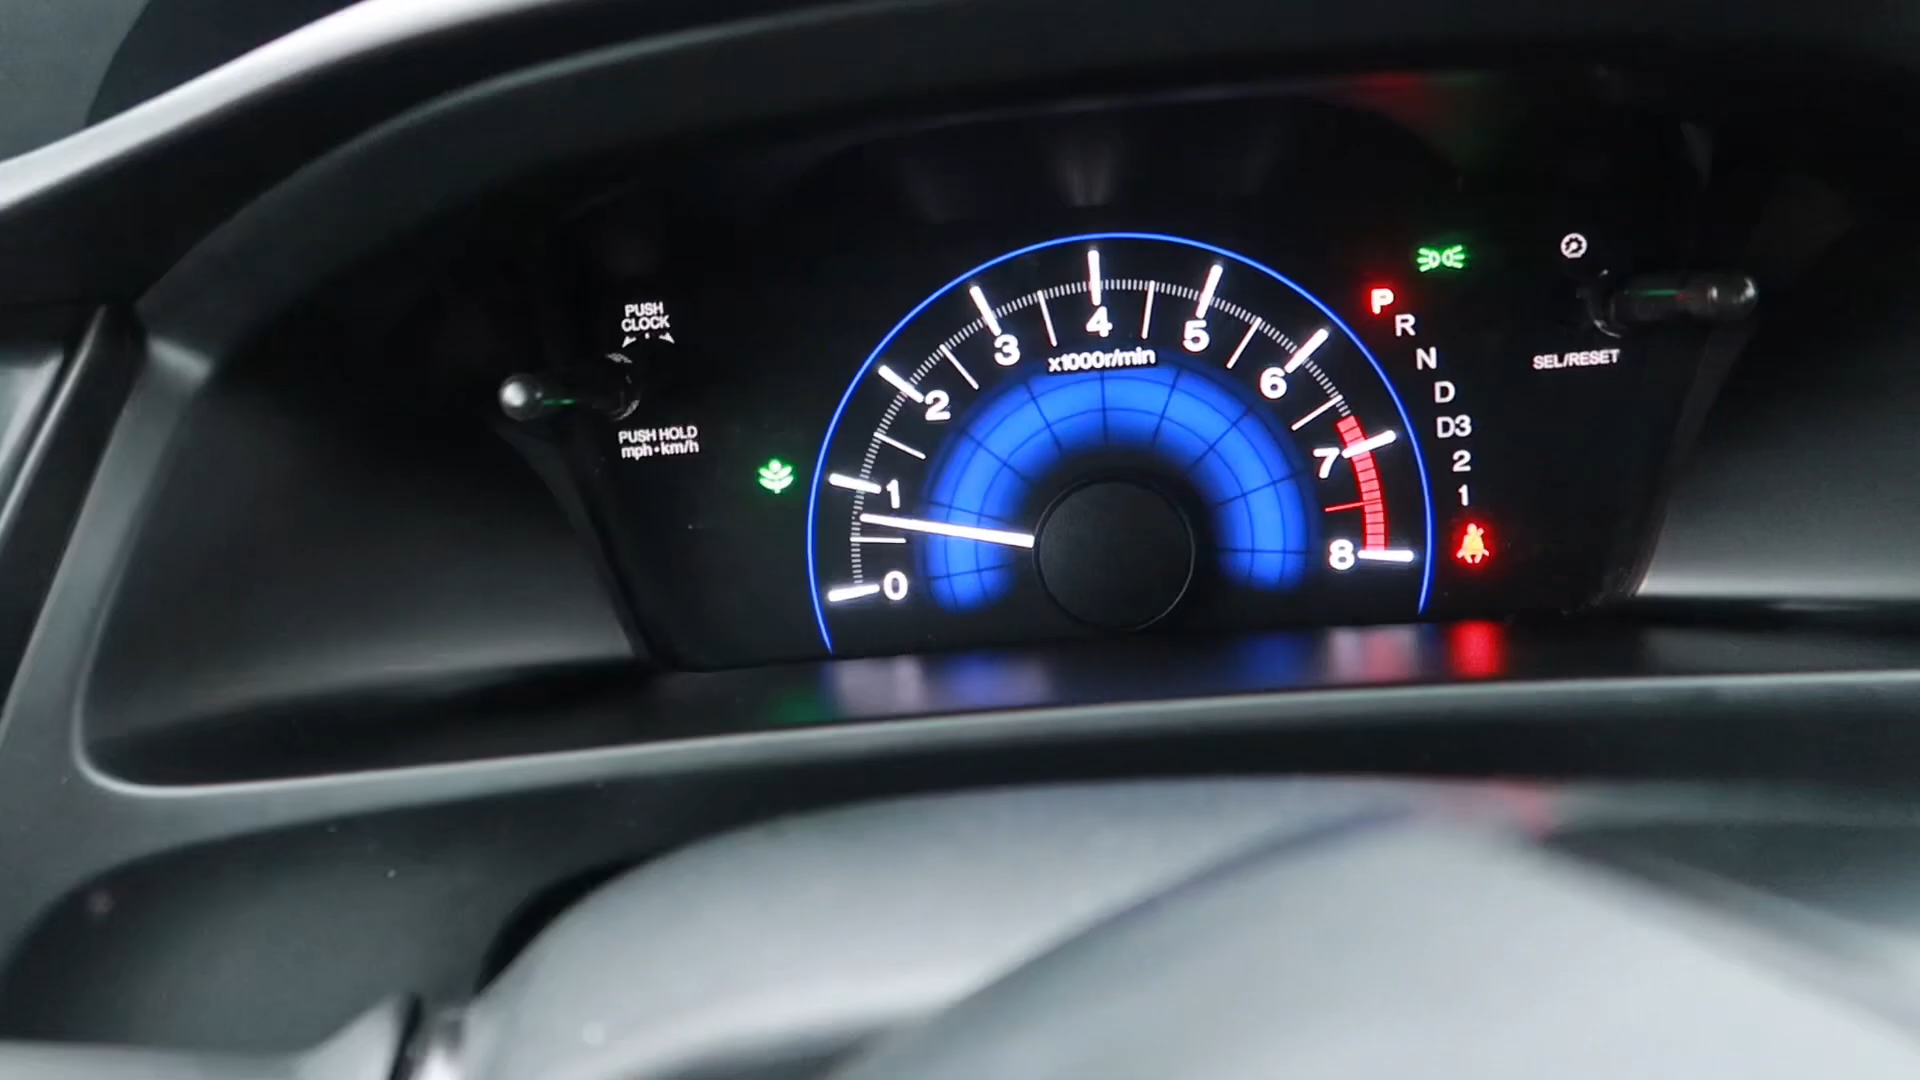 PUSH
CLOCK
PUSH HOLD
mph•km/h
0
1
2
3
4
5
6
7
8
x1000r/min
P
R
N
D
D3
2
1
SEL/RESET